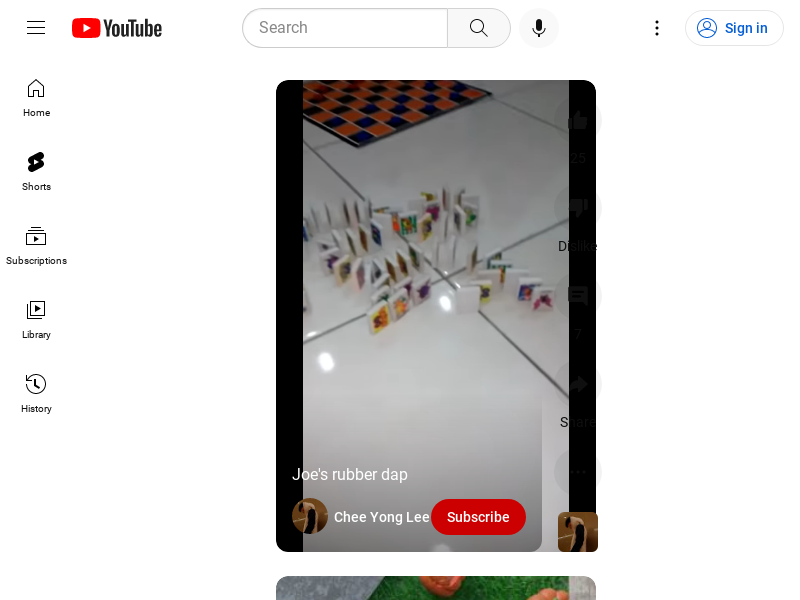 YouTube
Search
Sign in
Home
Shorts
Subscriptions
Library
History
25
Dislike
7
Share
Joe's rubber dap
Chee Yong Lee
Subscribe